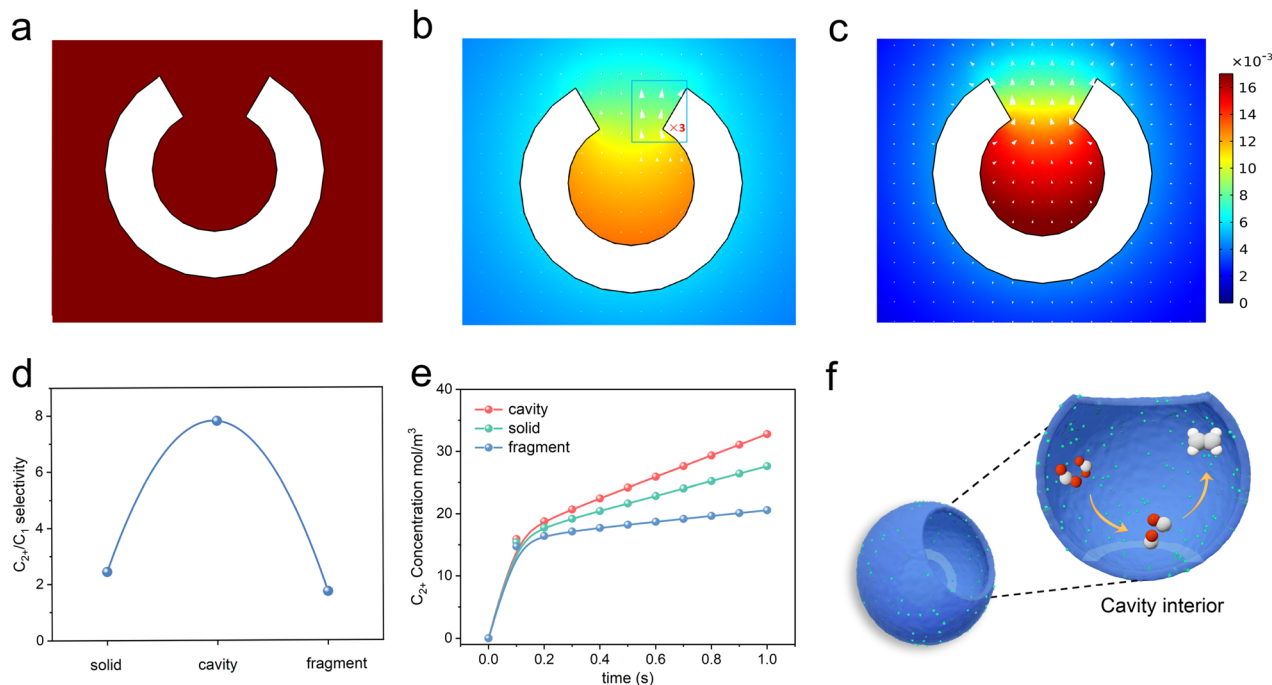 a
b
c
×3
×10⁻³
16
14
12
10
8
6
4
2
0
d
C₂₊/C₁ selectivity
8
6
4
2
0
solid
cavity
fragment
e
C₂₊ Concentration mol/m³
40
30
20
10
0
cavity
solid
fragment
0.0
0.2
0.4
0.6
0.8
1.0
time (s)
f
Cavity interior